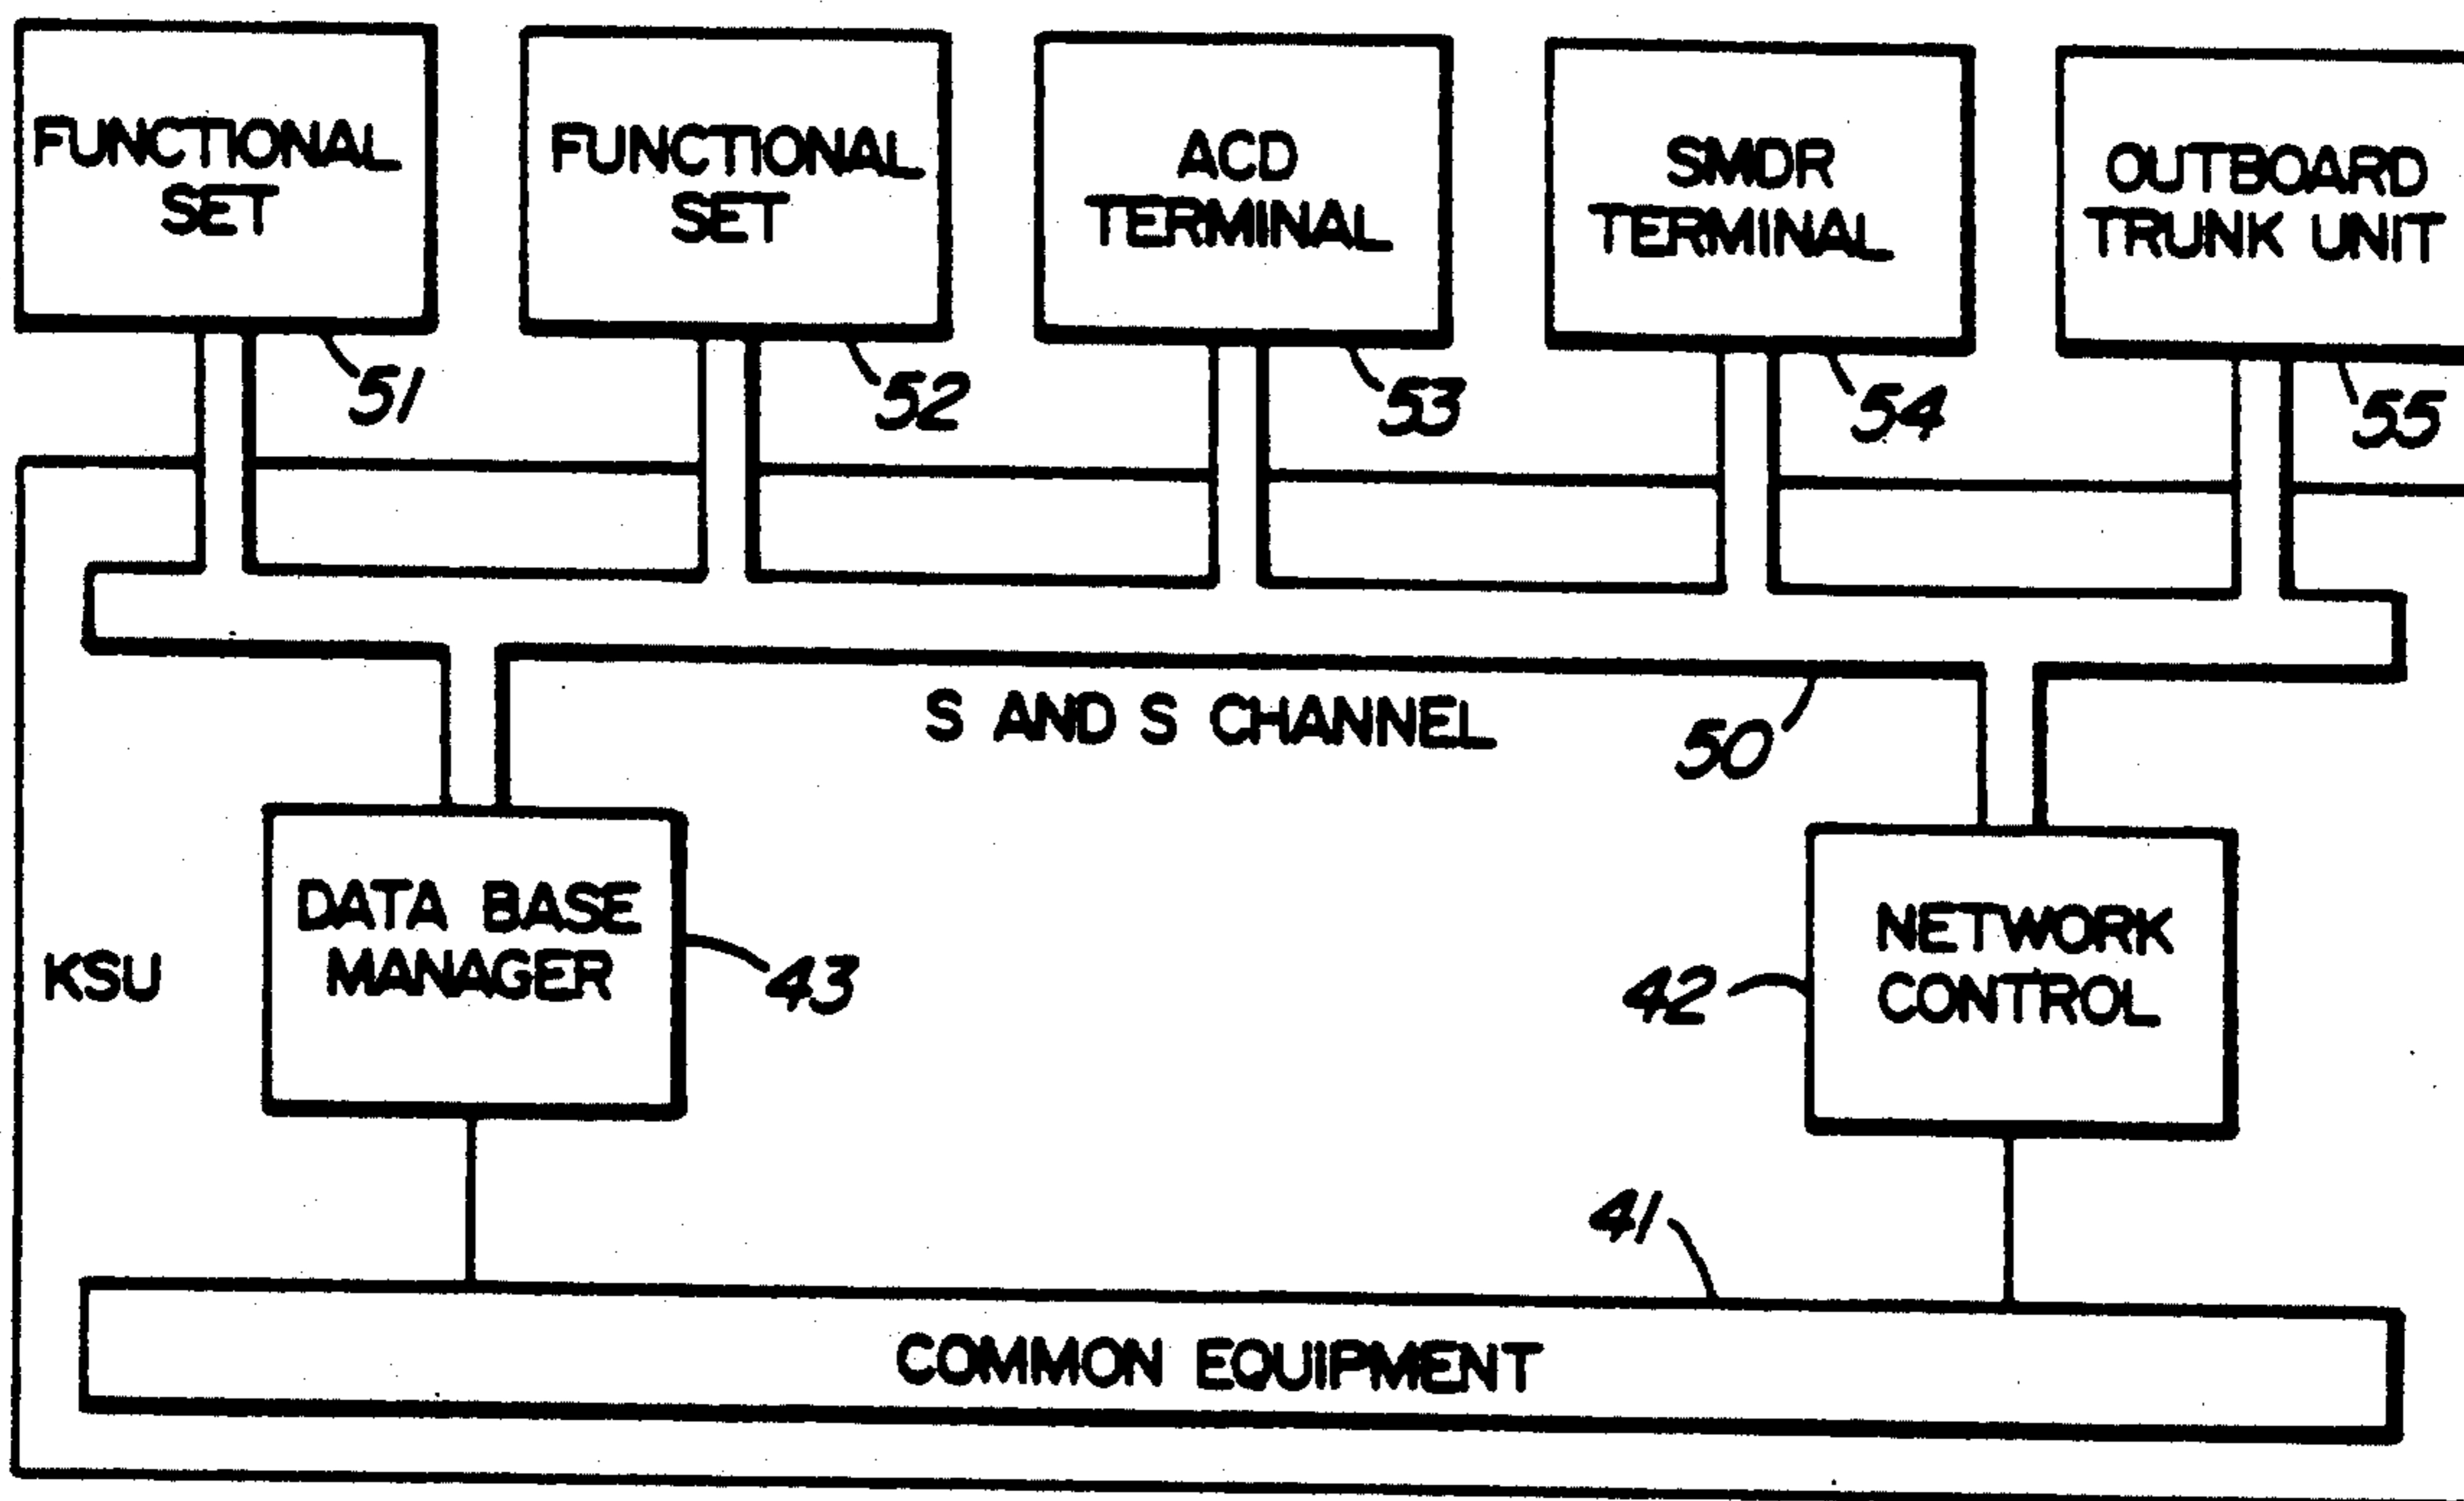 FUNCTIONAL
SET
FUNCTIONAL
SET
ACD
TERMINAL
SMDR
TERMINAL
OUTBOARD
TRUNK UNIT
51
52
53
54
55
S AND S CHANNEL
50
DATA BASE
MANAGER
43
KSU
42
NETWORK
CONTROL
41
COMMON EQUIPMENT